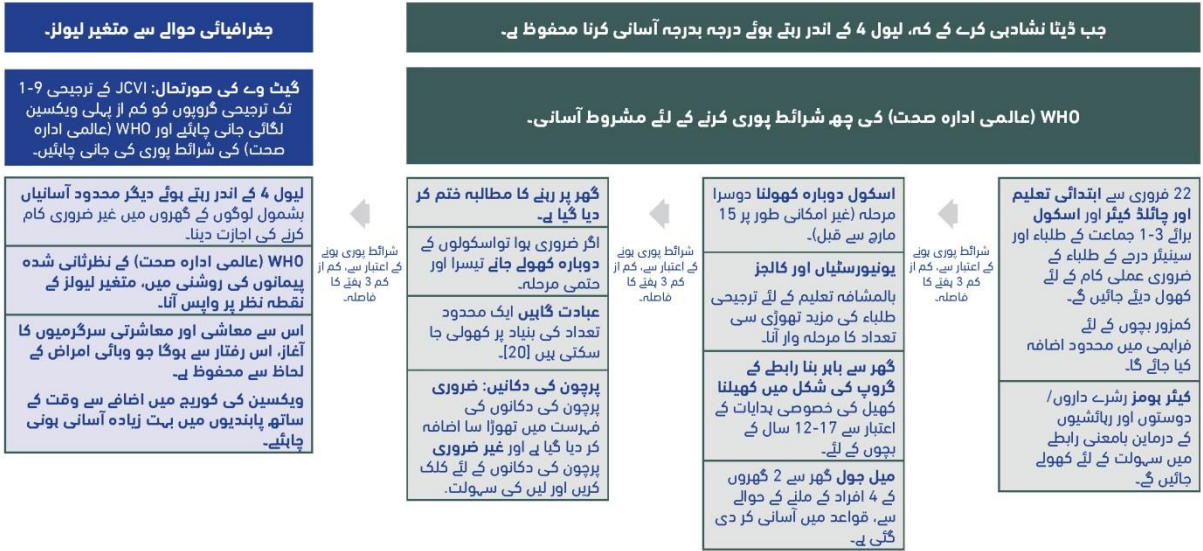 جب ڈیٹا نشادہی کرے کے کہ، لیول 4 کے اندر رہتے ہوئے درجہ بدرجہ آسانی کرنا محفوظ ہے۔
جغرافیائی حوالے سے متغیر لیولز۔
WHO (عالمی ادارہ صحت) کی چھ شرائط پوری کرنے کے لئے مشروط آسانی۔
گیٹ وے کی صورتحال: JCVI کے ترجیحی 9-1
تک ترجیحی گروپوں کو کم از پہلی ویکسین
لگائی جانی چاہئیے اور WHO (عالمی ادارہ
صحت) کی شرائط پوری کی جانی چاہئیں۔
22 فروری سے ابتدائی تعلیم
اور چائلڈ کیئر اور اسکول
برائے 3-1 جماعت کے طلباء اور
سینیئر درجے کے طلباء کے
ضروری عملی کام کے لئے
کھول دیئے جائیں گے۔
کمزور بچوں کے لئے
فراہمی میں محدود اضافہ
کیا جائے گا۔
کیئر ہومز رشرے داروں/
دوستوں اور رہائشیوں
کے درماین بامعنی رابطے
میں سہولت کے لئے کھولے
جائیں گے۔
شرائط پوری ہونے
کے اعتبار سے، کم از
کم 3 ہفتے کا
فاصلہ۔
اسکول دوبارہ کھولنا دوسرا
مرحلہ (غیر امکانی طور پر 15
مارچ سے قبل)۔
یونیورسٹیاں اور کالجز
بالمشافہ تعلیم کے لئے ترجیحی
طلباء کی مزید تھوڑی سی
تعداد کا مرحلہ وار آنا۔
گھر سے باہر بنا رابطے کے
گروپ کی شکل میں کھیلنا
کھیل کی خصوصی ہدایات کے
اعتبار سے 17-12 سال کے
بچوں کے لئے۔
میل جول گھر سے 2 گھروں
کے 4 افراد کے ملنے کے حوالے
سے، قواعد میں آسانی کر دی
گئی ہے۔
شرائط پوری ہونے
کے اعتبار سے، کم از
کم 3 ہفتے کا
فاصلہ۔
گھر پر رہنے کا مطالبہ ختم کر
دیا گیا ہے۔
اگر ضروری ہوا تواسکولوں کے
دوبارہ کھولے جانے تیسرا اور
حتمی مرحلہ۔
عبادت گاہیں ایک محدود
تعداد کی بنیاد پر کھولی جا
سکتی ہیں [20]۔
پرچون کی دکانیں: ضروری
پرچون کی دکانوں کی
فہرست میں تھوڑا سا اضافہ
کر دیا گیا ہے اور غیر ضروری
پرچون کی دکانوں کے لئے کلک
کریں اور لیں کی سہولت.
شرائط پوری ہونے
کے اعتبار سے، کم از
کم 3 ہفتے کا
فاصلہ۔
لیول 4 کے اندر رہتے ہوئے دیگر محدود آسانیاں
بشمول لوگوں کے گھروں میں غیر ضروری کام
کرنے کی اجازت دینا۔
WHO (عالمی ادارہ صحت) کے نظرثانی شدہ
پیمانوں کی روشنی میں، متغیر لیولز کے
نقطہ نظر پر واپس آنا۔
اس سے معاشی اور معاشرتی سرگرمیوں کا
آغاز، اس رفتار سے ہوگا جو وبائی امراض کے
لحاظ سے محفوظ ہے۔
ویکسین کی کوریج میں اضافے سے وقت کے
ساتھ پابندیوں میں بہت زیادہ آسانی ہونی
چاہئیے۔